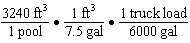 3240 ft³ / 1 pool • 1 ft³ / 7.5 gal • 1 truck load / 6000 gal